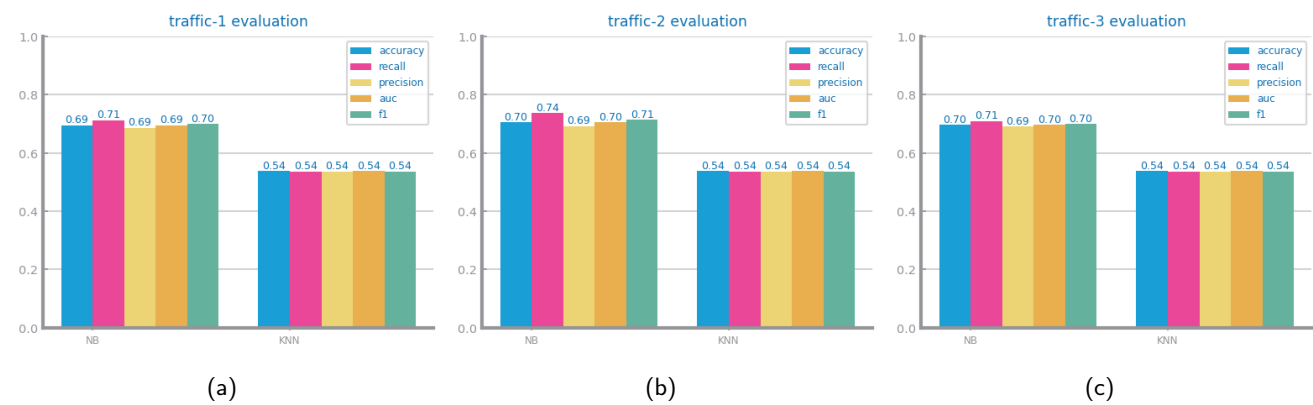 traffic-1 evaluation
1.0
0.8
0.6
0.4
0.2
0.0
accuracy
recall
precision
auc
f1
0.69 0.71 0.69 0.69 0.70
0.54 0.54 0.54 0.54 0.54
NB KNN
(a)
traffic-2 evaluation
1.0
0.8
0.6
0.4
0.2
0.0
accuracy
recall
precision
auc
f1
0.70 0.74 0.69 0.70 0.71
0.54 0.54 0.54 0.54 0.54
NB KNN
(b)
traffic-3 evaluation
1.0
0.8
0.6
0.4
0.2
0.0
accuracy
recall
precision
auc
f1
0.70 0.71 0.69 0.70 0.70
0.54 0.54 0.54 0.54 0.54
NB KNN
(c)